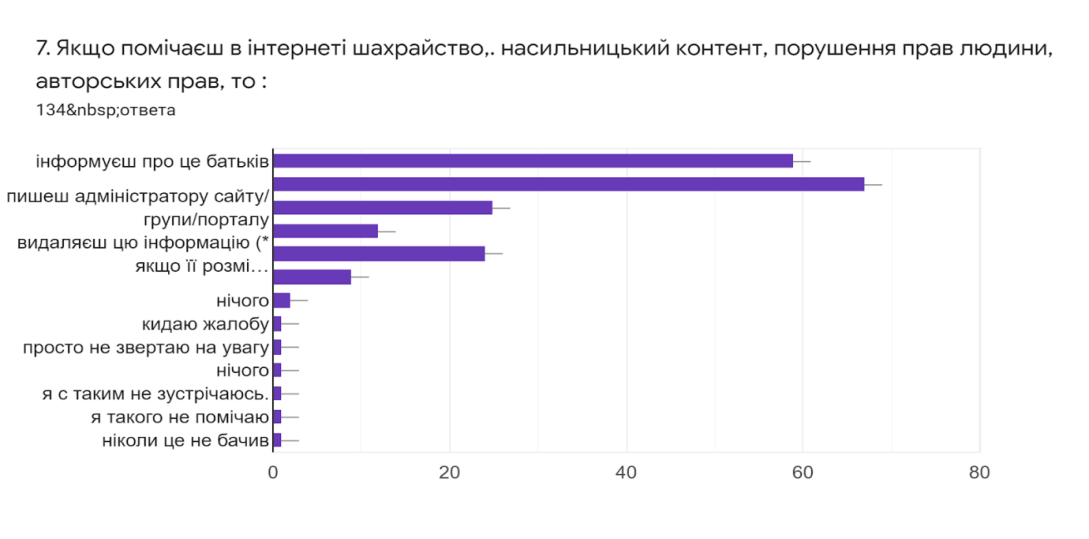 7. Якщо помічаєш в інтернеті шахрайство,. насильницький контент, порушення прав людини,
авторських прав, то :
134&nbsp;ответа
інформуєш про це батьків
пишеш адміністратору сайту/
групи/порталу
видаляєш цю інформацію (*
якщо її розмі…
нічого
кидаю жалобу
просто не звертаю на увагу
нічого
я с таким не зустрічаюсь.
я такого не помічаю
ніколи це не бачив
0 20 40 60 80